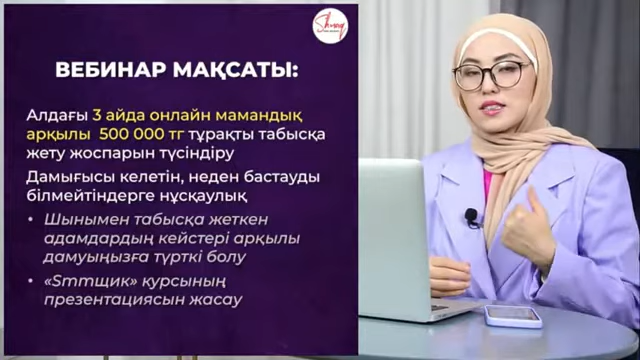 ВЕБИНАР МАҚСАТЫ:
Алдағы 3 айда онлайн мамандық
арқылы 500 000 тг тұрақты табысқа
жету жоспарын түсіндіру
Дамығысы келетін, неден бастауды
білмейтіндерге нұсқаулық
• Шынымен табысқа жеткен
адамдардың кейстері арқылы
дамуыңызға түрткі болу
• «Smmщик» курсының
презентациясын жасау